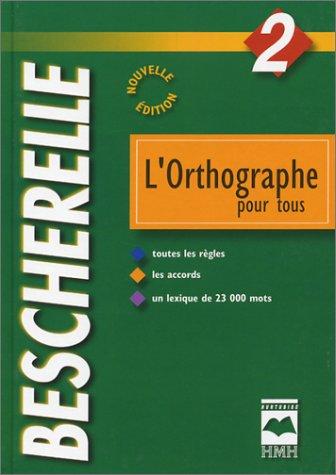 2
NOUVELLE
ÉDITION
BESCHERELLE
L'Orthographe
pour tous
toutes les règles
les accords
un lexique de 23 000 mots
HURTUBISE
HMH